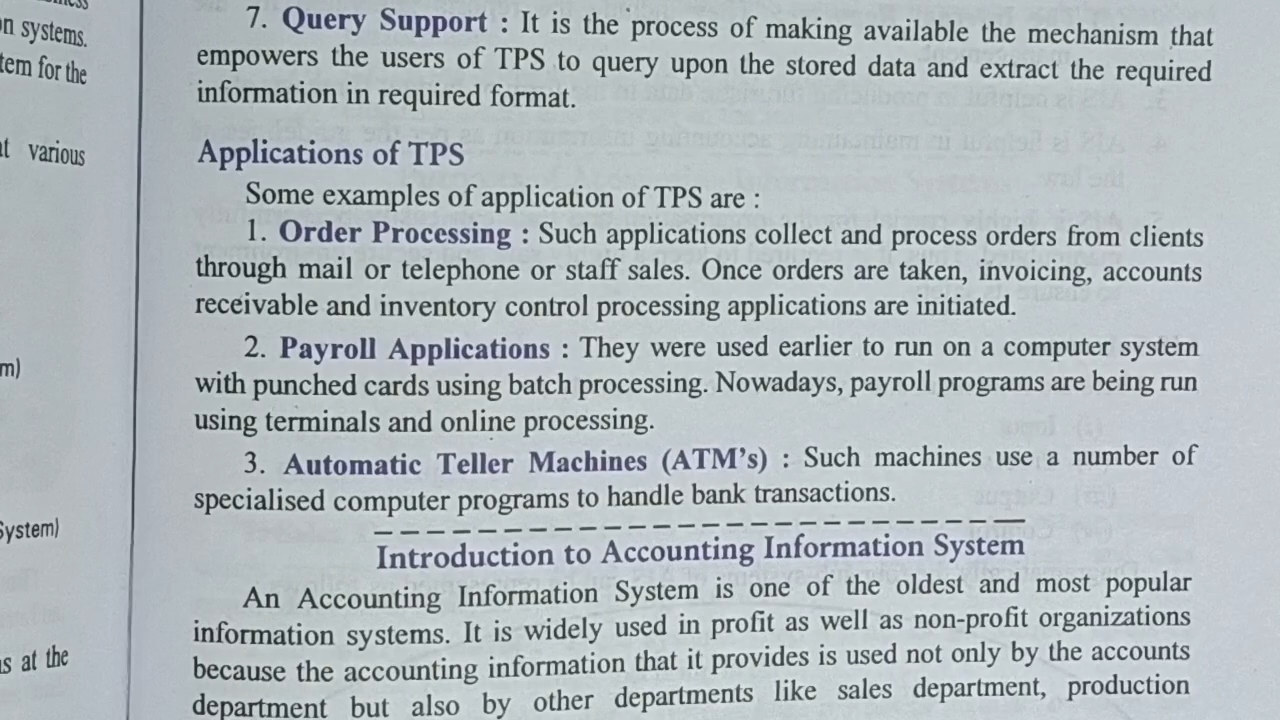 n systems.
tem for the
t various
m)
System)
s at the
7. Query Support : It is the process of making available the mechanism that
empowers the users of TPS to query upon the stored data and extract the required
information in required format.
Applications of TPS
Some examples of application of TPS are :
1. Order Processing : Such applications collect and process orders from clients
through mail or telephone or staff sales. Once orders are taken, invoicing, accounts
receivable and inventory control processing applications are initiated.
2. Payroll Applications : They were used earlier to run on a computer system
with punched cards using batch processing. Nowadays, payroll programs are being run
using terminals and online processing.
3. Automatic Teller Machines (ATM's) : Such machines use a number of
specialised computer programs to handle bank transactions.
Introduction to Accounting Information System
An Accounting Information System is one of the oldest and most popular
information systems. It is widely used in profit as well as non-profit organizations
because the accounting information that it provides is used not only by the accounts
department but also by other departments like sales department, production